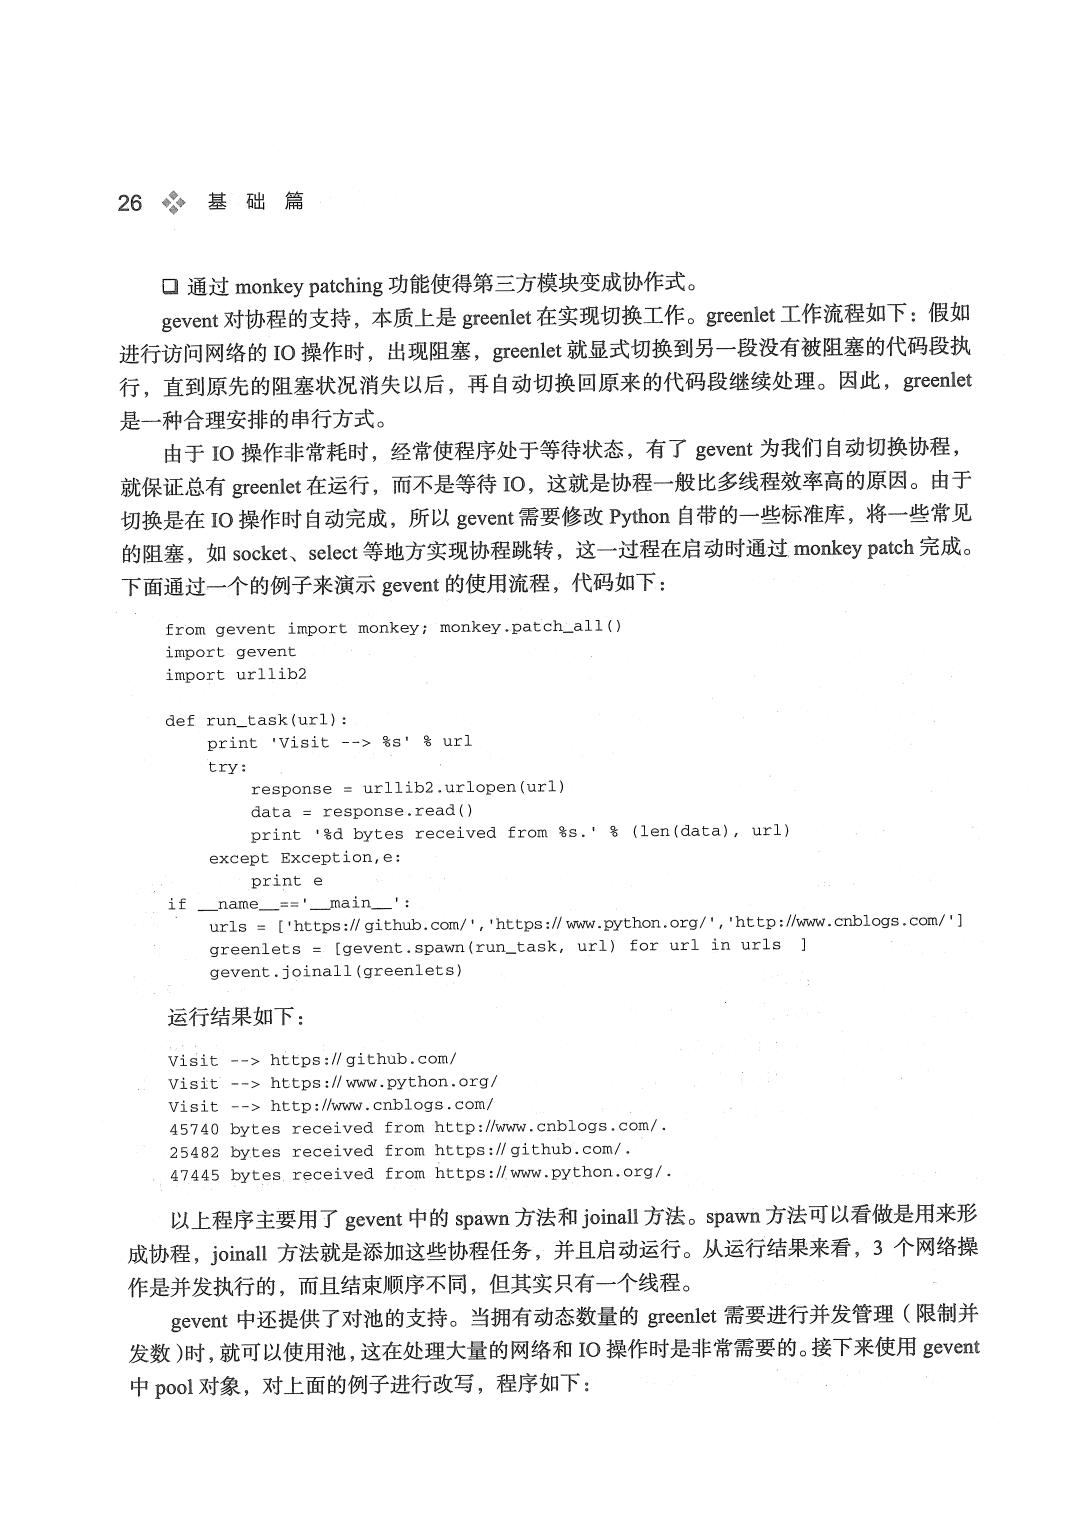 26 基 础 篇
❑ 通过 monkey patching 功能使得第三方模块变成协作式。
gevent 对协程的支持，本质上是 greenlet 在实现切换工作。greenlet 工作流程如下：假如
进行访问网络的 IO 操作时，出现阻塞，greenlet 就显式切换到另一段没有被阻塞的代码段执
行，直到原先的阻塞状况消失以后，再自动切换回原来的代码段继续处理。因此，greenlet
是一种合理安排的串行方式。
由于 IO 操作非常耗时，经常使程序处于等待状态，有了 gevent 为我们自动切换协程，
就保证总有 greenlet 在运行，而不是等待 IO，这就是协程一般比多线程效率高的原因。由于
切换是在 IO 操作时自动完成，所以 gevent 需要修改 Python 自带的一些标准库，将一些常见
的阻塞，如 socket、select 等地方实现协程跳转，这一过程在启动时通过 monkey patch 完成。
下面通过一个的例子来演示 gevent 的使用流程，代码如下：
from gevent import monkey; monkey.patch_all()
import gevent
import urllib2
def run_task(url):
print 'Visit --> %s' % url
try:
response = urllib2.urlopen(url)
data = response.read()
print '%d bytes received from %s.' % (len(data), url)
except Exception,e:
print e
if __name__=='__main__':
urls = ['https://github.com/','https://www.python.org/','http://www.cnblogs.com/']
greenlets = [gevent.spawn(run_task, url) for url in urls ]
gevent.joinall(greenlets)
运行结果如下：
Visit --> https://github.com/
Visit --> https://www.python.org/
Visit --> http://www.cnblogs.com/
45740 bytes received from http://www.cnblogs.com/.
25482 bytes received from https://github.com/.
47445 bytes received from https://www.python.org/.
以上程序主要用了 gevent 中的 spawn 方法和 joinall 方法。spawn 方法可以看做是用来形
成协程，joinall 方法就是添加这些协程任务，并且启动运行。从运行结果来看，3 个网络操
作是并发执行的，而且结束顺序不同，但其实只有一个线程。
gevent 中还提供了对池的支持。当拥有动态数量的 greenlet 需要进行并发管理（限制并
发数）时，就可以使用池，这在处理大量的网络和 IO 操作时是非常需要的。接下来使用 gevent
中 pool 对象，对上面的例子进行改写，程序如下：